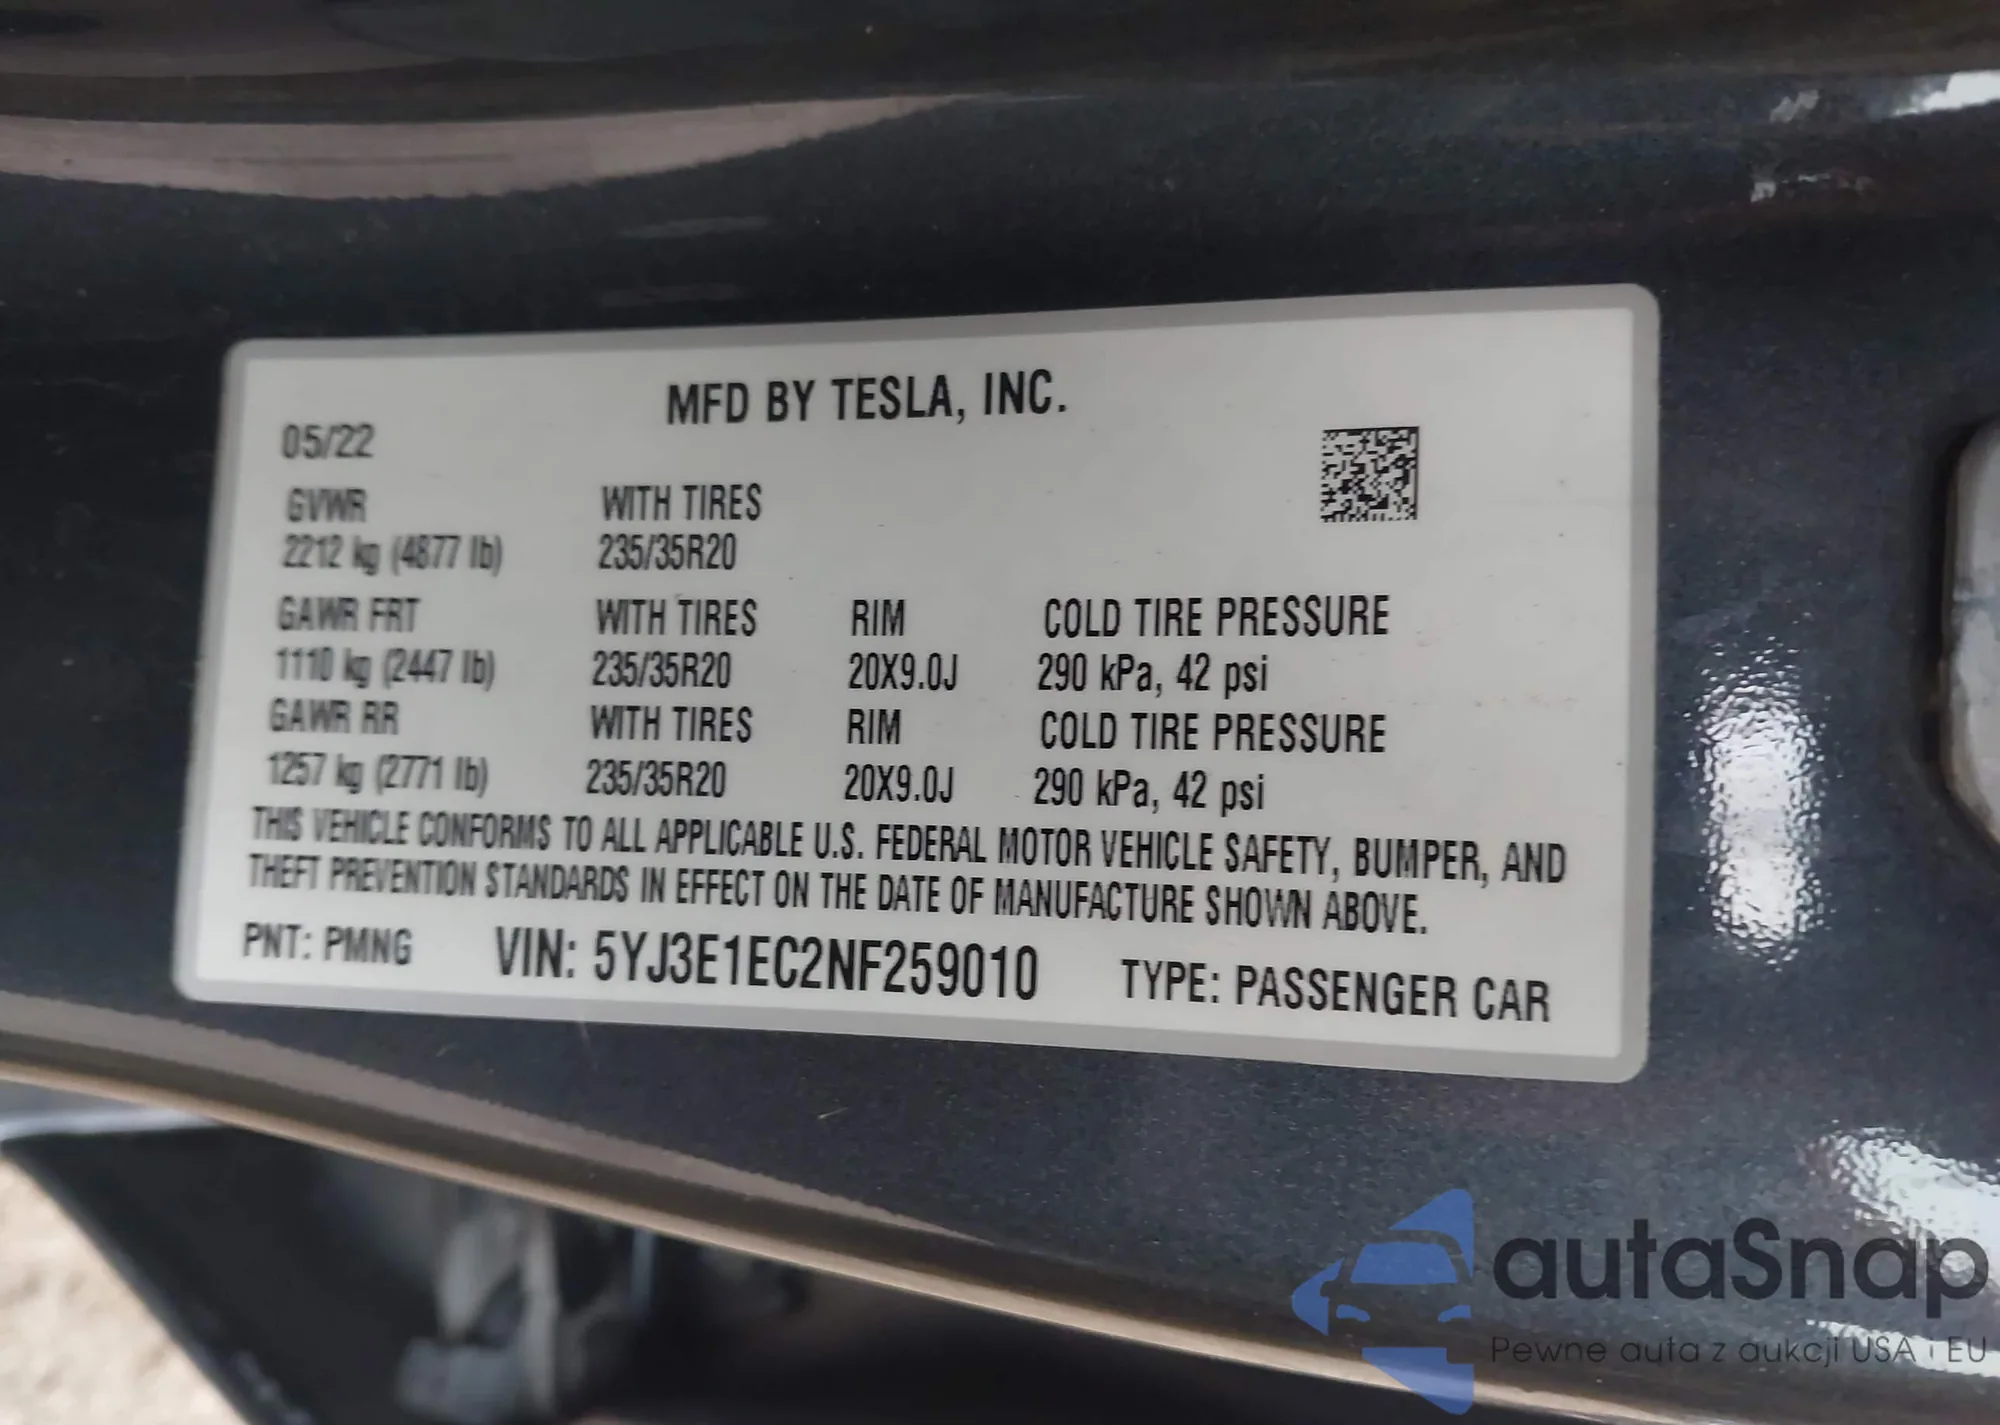 MFD BY TESLA, INC.
05/22
GVWR WITH TIRES
2212 kg (4877 lb) 235/35R20
GAWR FRT WITH TIRES RIM COLD TIRE PRESSURE
1110 kg (2447 lb) 235/35R20 20X9.0J 290 kPa, 42 psi
GAWR RR WITH TIRES RIM COLD TIRE PRESSURE
1257 kg (2771 lb) 235/35R20 20X9.0J 290 kPa, 42 psi
THIS VEHICLE CONFORMS TO ALL APPLICABLE U.S. FEDERAL MOTOR VEHICLE SAFETY, BUMPER, AND
THEFT PREVENTION STANDARDS IN EFFECT ON THE DATE OF MANUFACTURE SHOWN ABOVE.
PNT: PMNG VIN: 5YJ3E1EC2NF259010 TYPE: PASSENGER CAR
autaSnap
Pewne auta z aukcji USA i EU